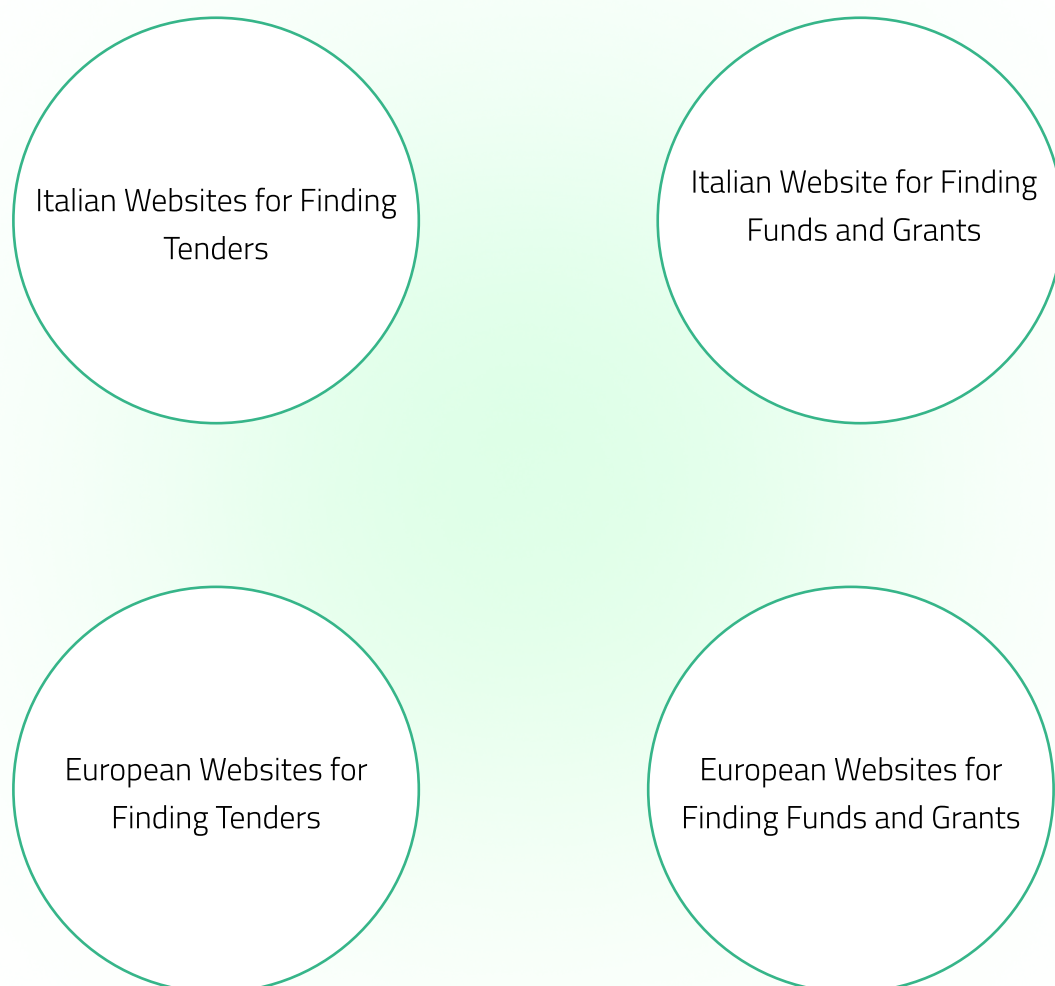 Italian Websites for Finding
Tenders
Italian Website for Finding
Funds and Grants
European Websites for
Finding Tenders
European Websites for
Finding Funds and Grants